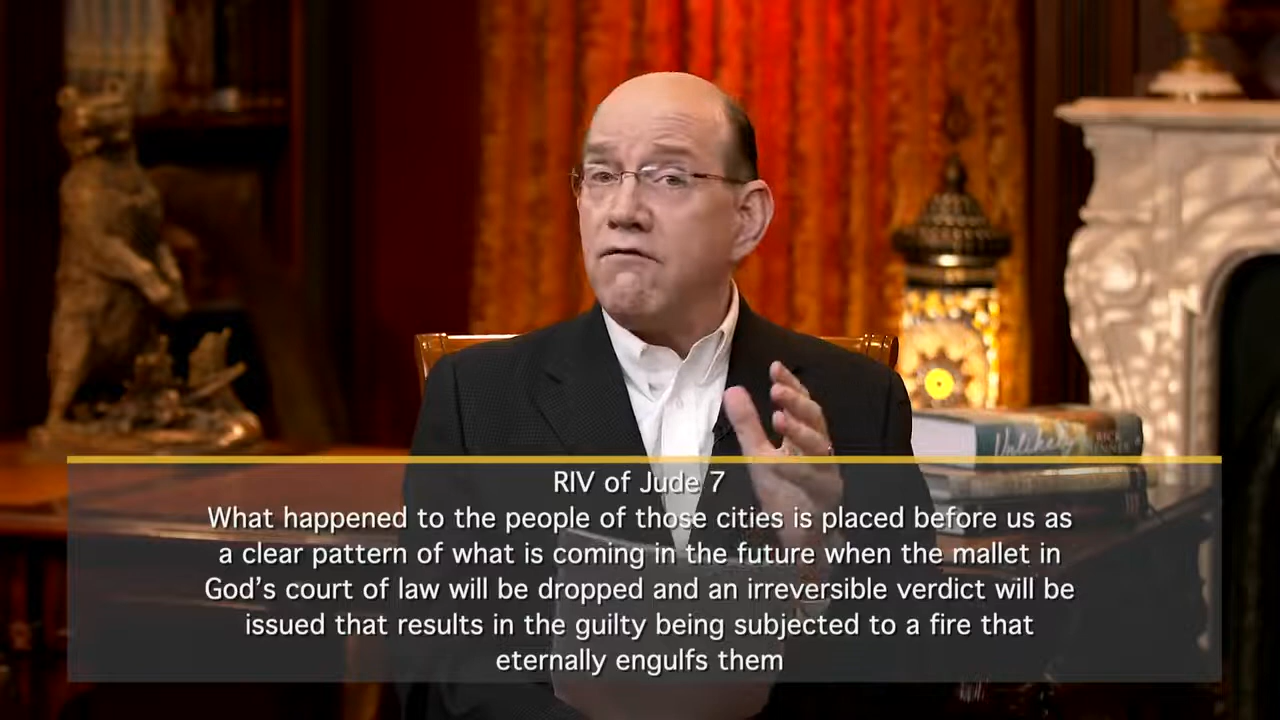 Unlikely
RICK
RENNER
RIV of Jude 7
What happened to the people of those cities is placed before us as
a clear pattern of what is coming in the future when the mallet in
God's court of law will be dropped and an irreversible verdict will be
issued that results in the guilty being subjected to a fire that
eternally engulfs them